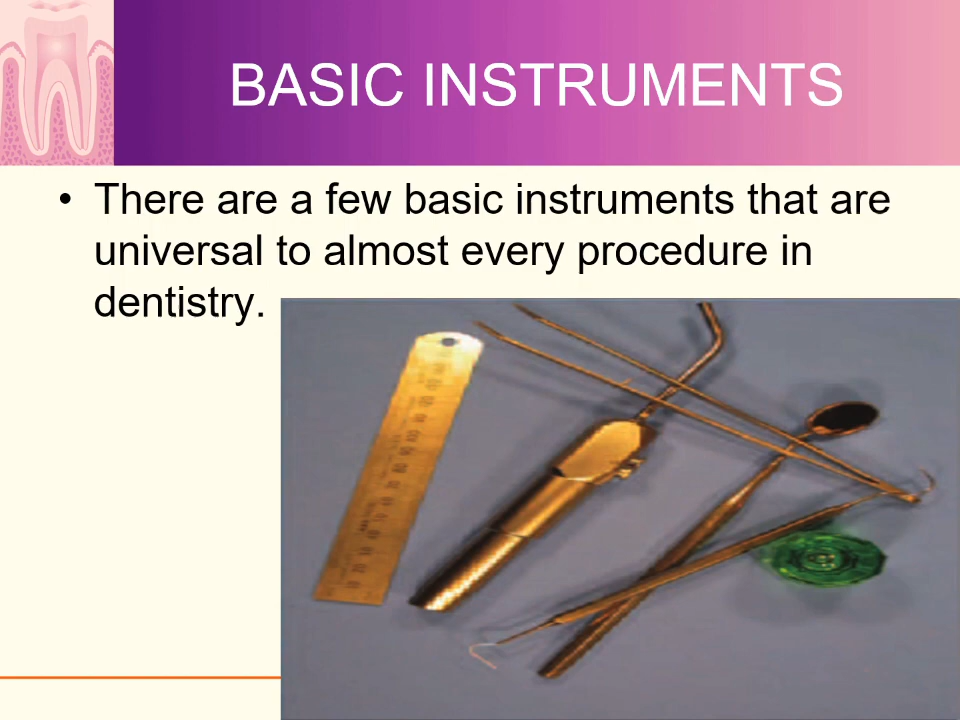 BASIC INSTRUMENTS
• There are a few basic instruments that are
universal to almost every procedure in
dentistry.